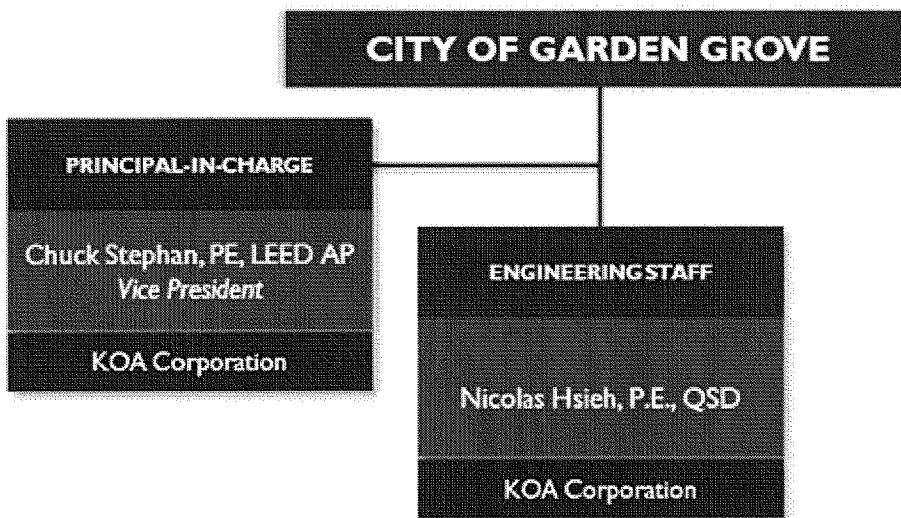 CITY OF GARDEN GROVE
PRINCIPAL-IN-CHARGE
Chuck Stephan, PE, LEED AP
Vice President
KOA Corporation
ENGINEERING STAFF
Nicolas Hsieh, P.E., QSD
KOA Corporation